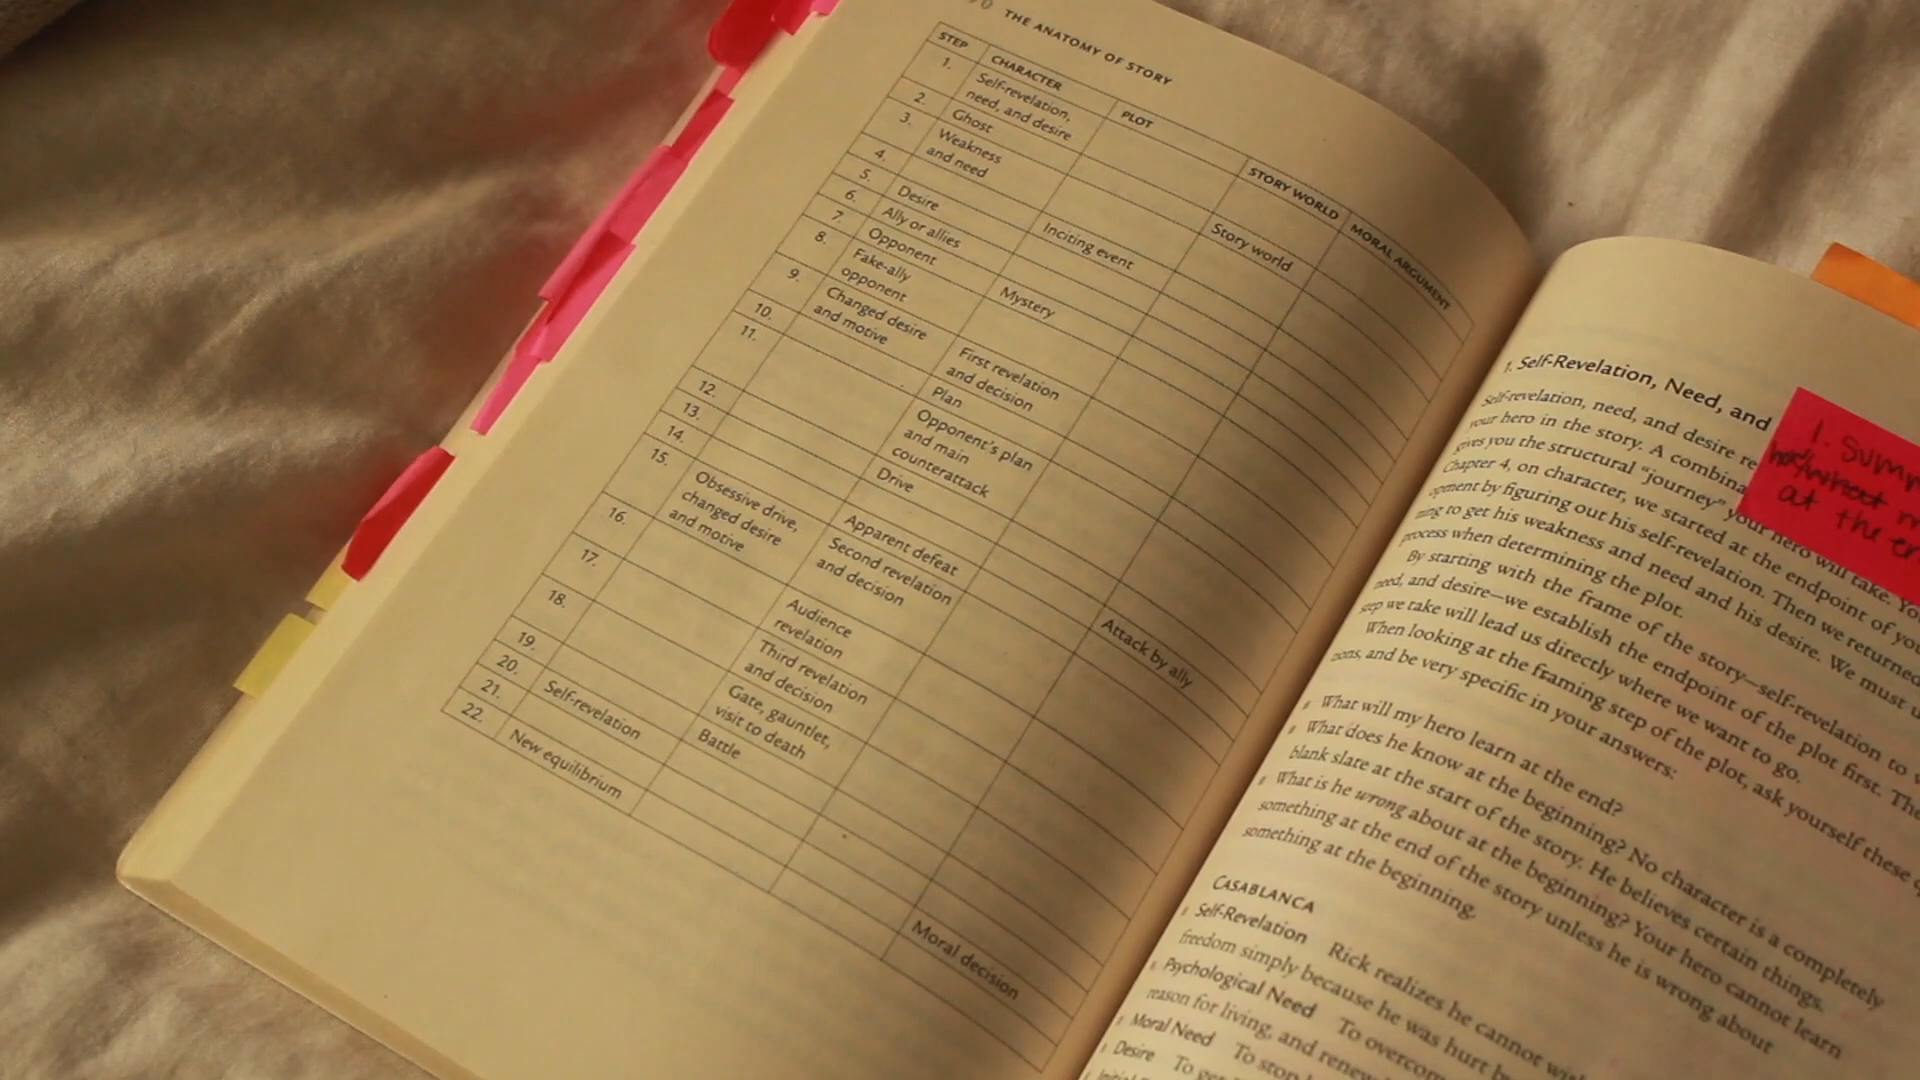 THE ANATOMY OF STORY
STEP CHARACTER PLOT STORY WORLD MORAL ARGUMENT
1. Self-revelation,
need, and desire
2. Ghost Story world
3. Weakness
and need Inciting event
4. Desire
5. Ally or allies
6. Opponent Mystery
7. Fake-ally
opponent
8. Changed desire First revelation
and motive and decision
9. Plan
10. Opponent's plan
and main
counterattack
11. Drive
12. Attack by ally
13. Apparent defeat
14. Obsessive drive, Second revelation
changed desire and decision
and motive
15. Audience
revelation
16. Third revelation
and decision
17. Gate, gauntlet,
visit to death
18. Battle
19. Self-revelation
20. Moral decision
21. New equilibrium
22.
1. Self-Revelation, Need, and
Self-revelation, need, and desire
your hero in the story. A
gives you the structural "journey" your hero will take.
Chapter 4, on character, we started at the endpoint of
opment by figuring out his self-revelation. Then we returned
ning to get his weakness and need and his desire. We must
process when determining the plot.
By starting with the frame of the story—self-revelation to
need, and desire—we establish the endpoint of the plot first.
step we take will lead us directly where we want to go.
When looking at the framing step of the plot, ask yourself these
tions, and be very specific in your answers:
What will my hero learn at the end?
What does he know at the beginning? No character is a completely
blank slate at the start of the story. He believes certain things.
What is he wrong about at the beginning? Your hero cannot learn
something at the end of the story unless he is wrong about
something at the beginning.
CASABLANCA
Self-Revelation Rick realizes he cannot
freedom simply because he was hurt
Psychological Need To overcome
reason for living, and renew
Moral Need To stop
Desire To get
1.
at the